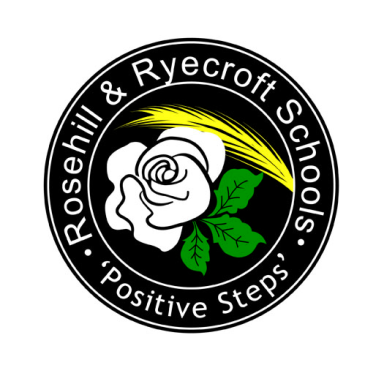 Rosehill & Ryecroft Schools
'Positive Steps'